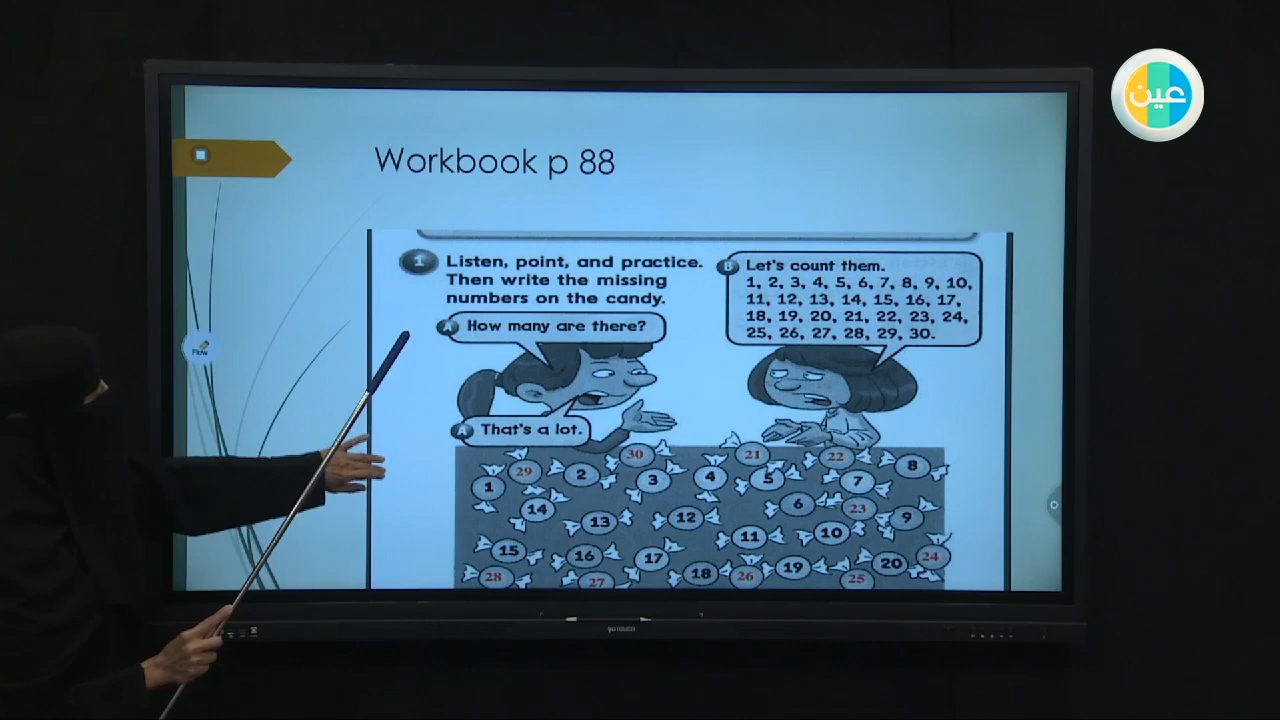 عين
Workbook p 88
1
Listen, point, and practice.
Then write the missing
numbers on the candy.
A How many are there?
B Let's count them.
1, 2, 3, 4, 5, 6, 7, 8, 9, 10,
11, 12, 13, 14, 15, 16, 17,
18, 19, 20, 21, 22, 23, 24,
25, 26, 27, 28, 29, 30.
A That's a lot.
30 21 22
1 29 2 3 4 5 7 8
14 13 12 6 23 9
15 16 17 11 10
28 27 18 26 19 25 20 24
Flow